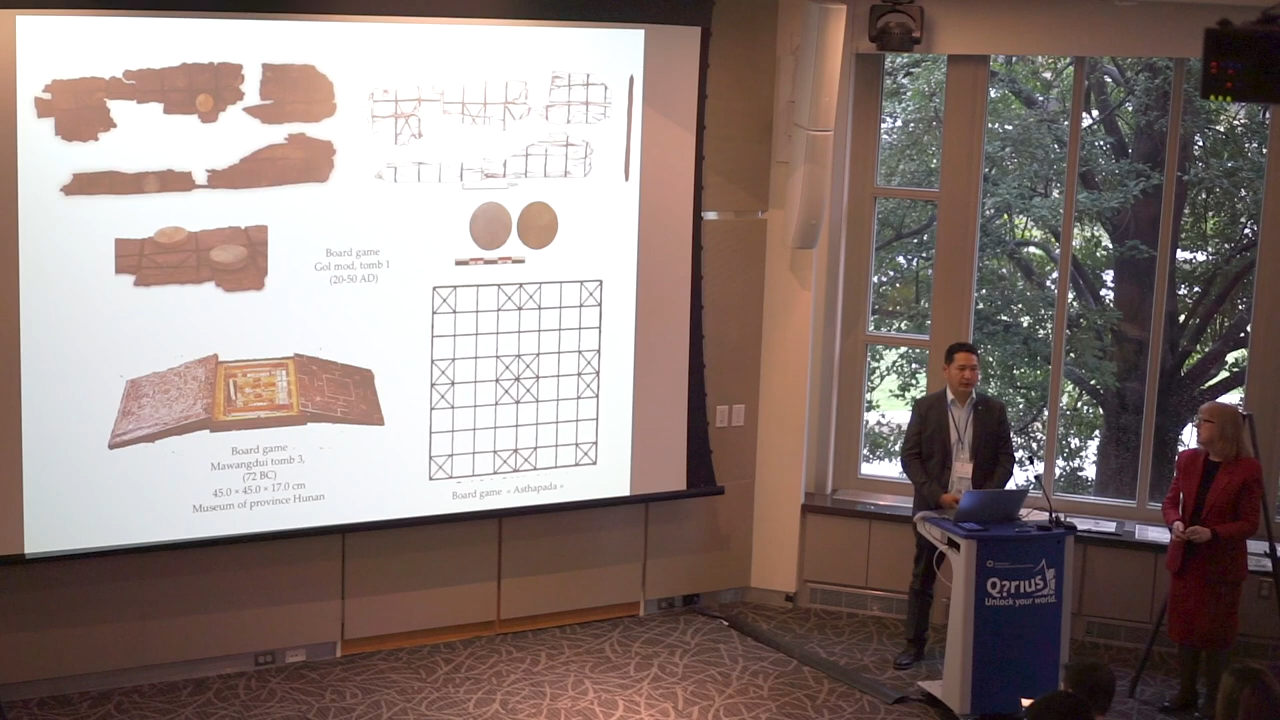 Board game
Gol mod, tomb 1
(20-50 AD)
Board game
Mawangdui tomb 3,
(72 BC)
45.0 × 45.0 × 17.0 cm
Museum of province Hunan
Board game « Asthapada »
Q?rius
Unlock your world.